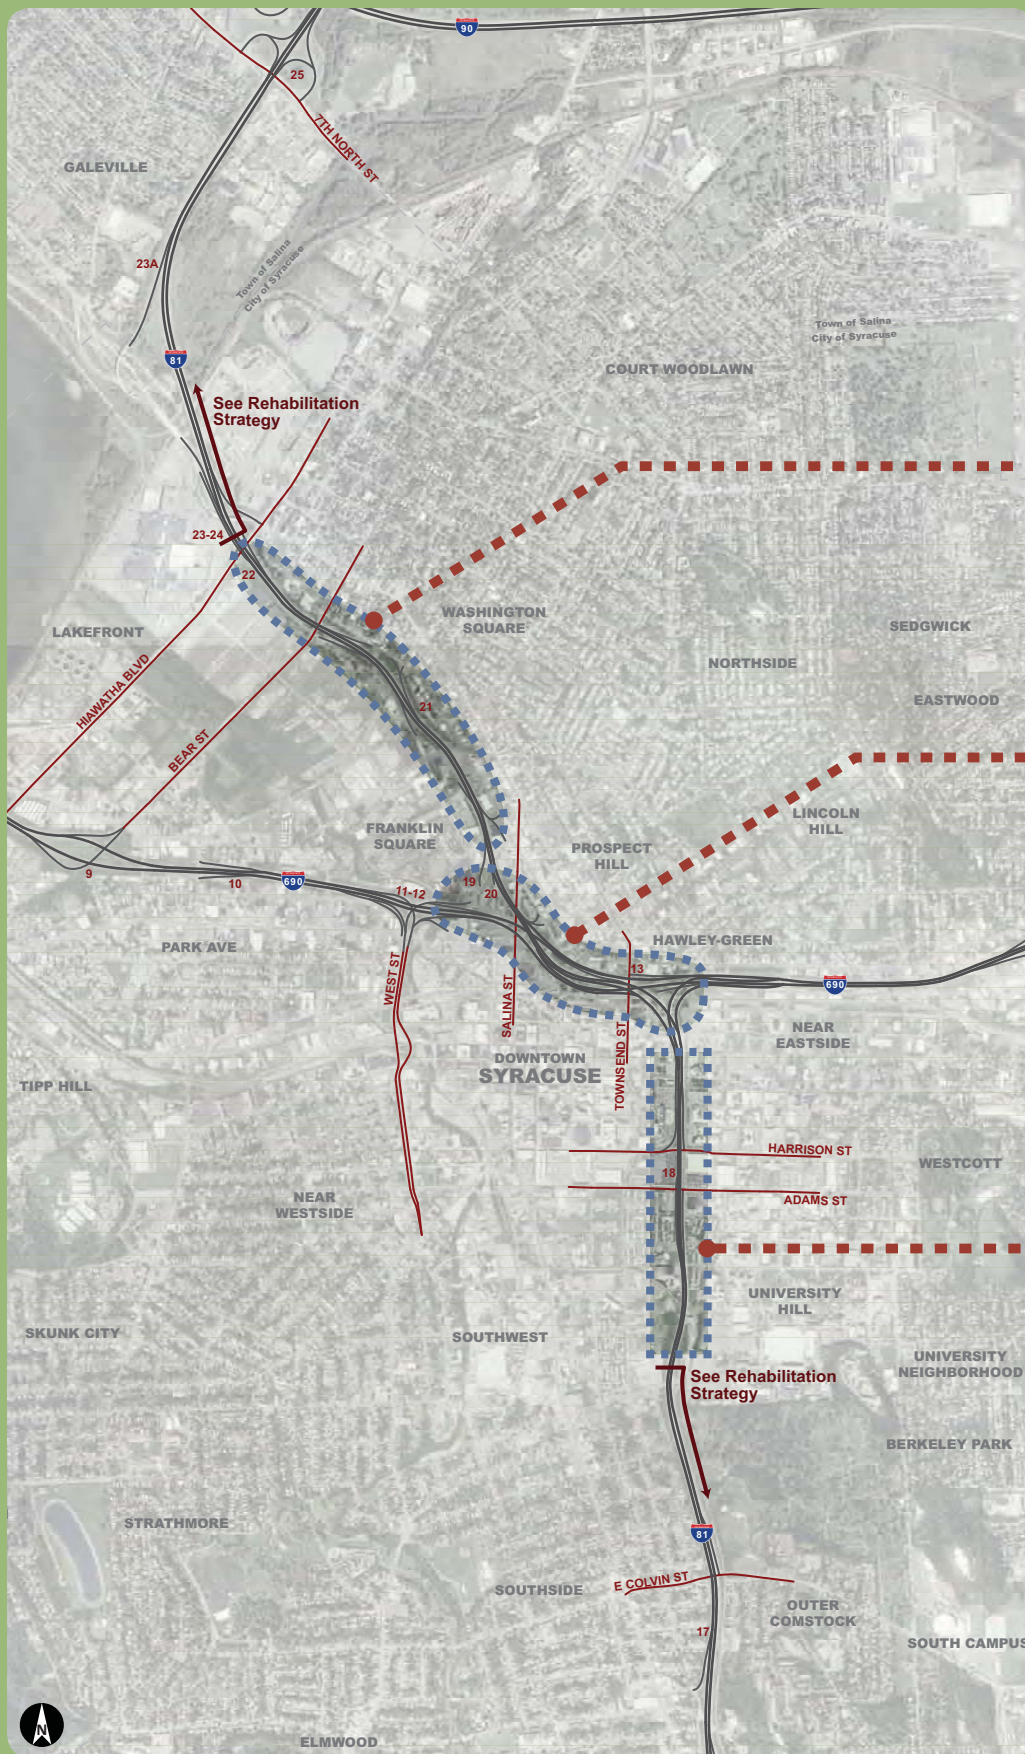 90
25
7TH NORTH ST
GALEVILLE
23A
Town of Salina
City of Syracuse
Town of Salina
City of Syracuse
81
COURT WOODLAWN
See Rehabilitation
Strategy
23-24
22
WASHINGTON
SQUARE
SEDGWICK
LAKEFRONT
NORTHSIDE
HIAWATHA BLVD
EASTWOOD
21
BEAR ST
LINCOLN
HILL
FRANKLIN
SQUARE
PROSPECT
HILL
9
10
690
11-12
19
20
PARK AVE
HAWLEY-GREEN
13
WEST ST
SALINA ST
690
NEAR
EASTSIDE
TOWNSEND ST
DOWNTOWN
SYRACUSE
TIPP HILL
HARRISON ST
18
WESTCOTT
ADAMS ST
NEAR
WESTSIDE
UNIVERSITY
HILL
SKUNK CITY
SOUTHWEST
UNIVERSITY
NEIGHBORHOOD
See Rehabilitation
Strategy
BERKELEY PARK
STRATHMORE
81
E COLVIN ST
SOUTHSIDE
OUTER
COMSTOCK
17
SOUTH CAMPUS
N
ELMWOOD